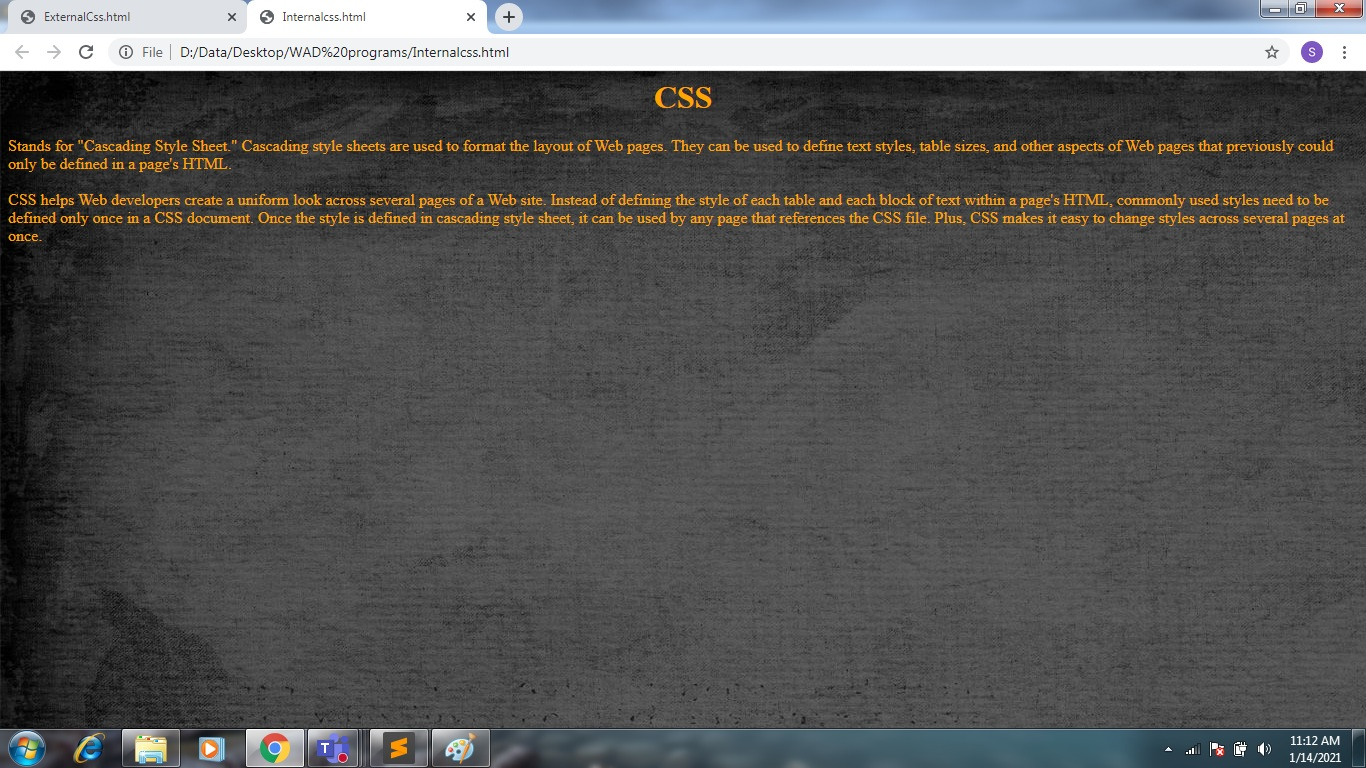 ExternalCss.html
Internalcss.html
File
D:/Data/Desktop/WAD%20programs/Internalcss.html
S
CSS
Stands for "Cascading Style Sheet." Cascading style sheets are used to format the layout of Web pages. They can be used to define text styles, table sizes, and other aspects of Web pages that previously could
only be defined in a page's HTML.
CSS helps Web developers create a uniform look across several pages of a Web site. Instead of defining the style of each table and each block of text within a page's HTML, commonly used styles need to be
defined only once in a CSS document. Once the style is defined in cascading style sheet, it can be used by any page that references the CSS file. Plus, CSS makes it easy to change styles across several pages at
once.
T
11:12 AM
1/14/2021